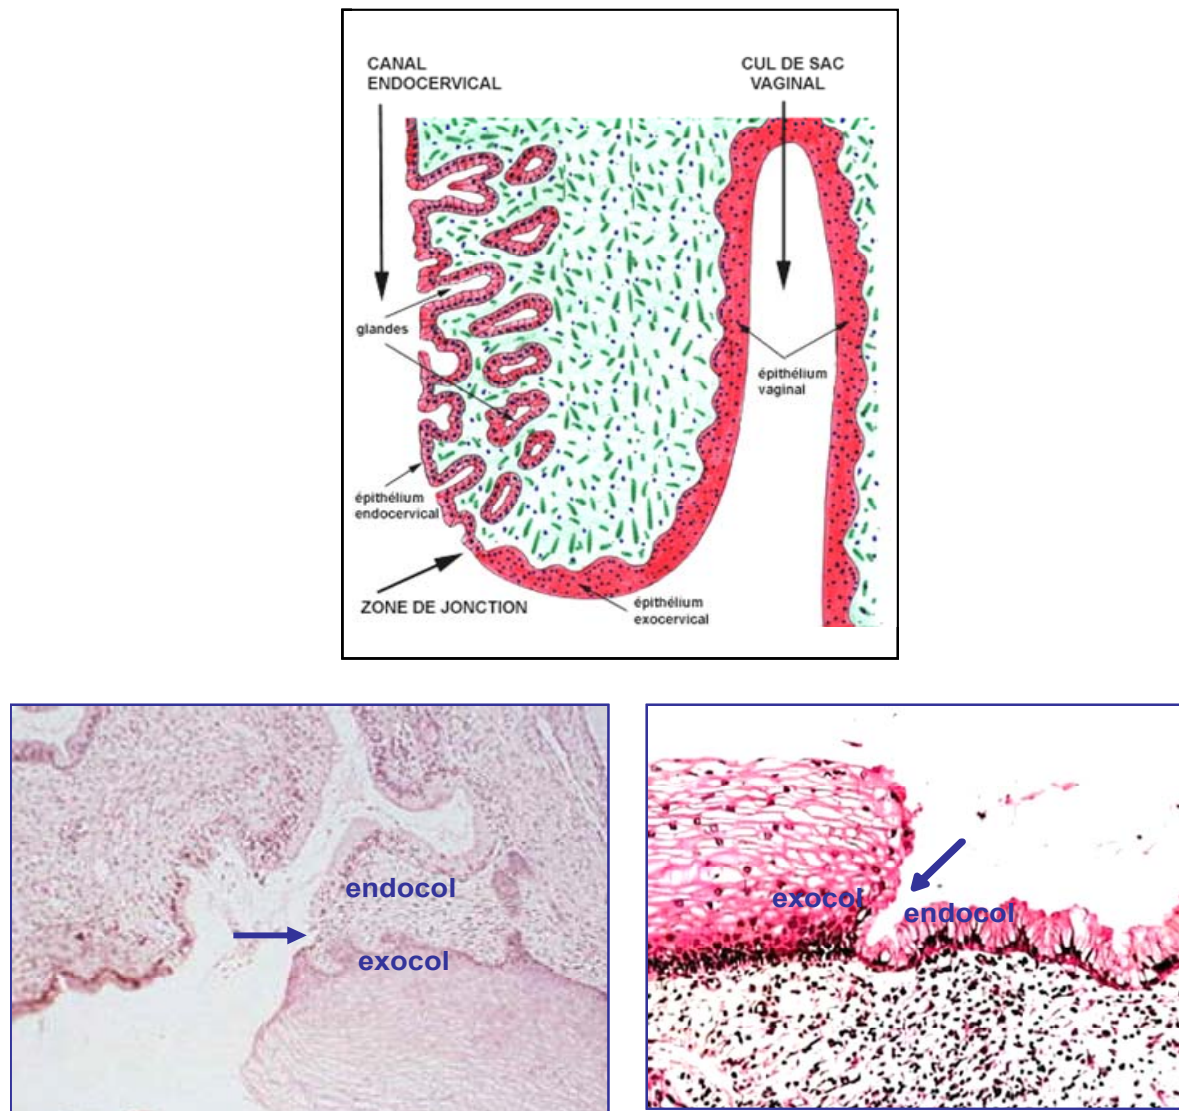 CANAL
ENDOCERVICAL
CUL DE SAC
VAGINAL
glandes
épithélium
vaginal
épithélium
endocervical
ZONE DE JONCTION
épithélium
exocervical
endocol
exocol
exocol
endocol